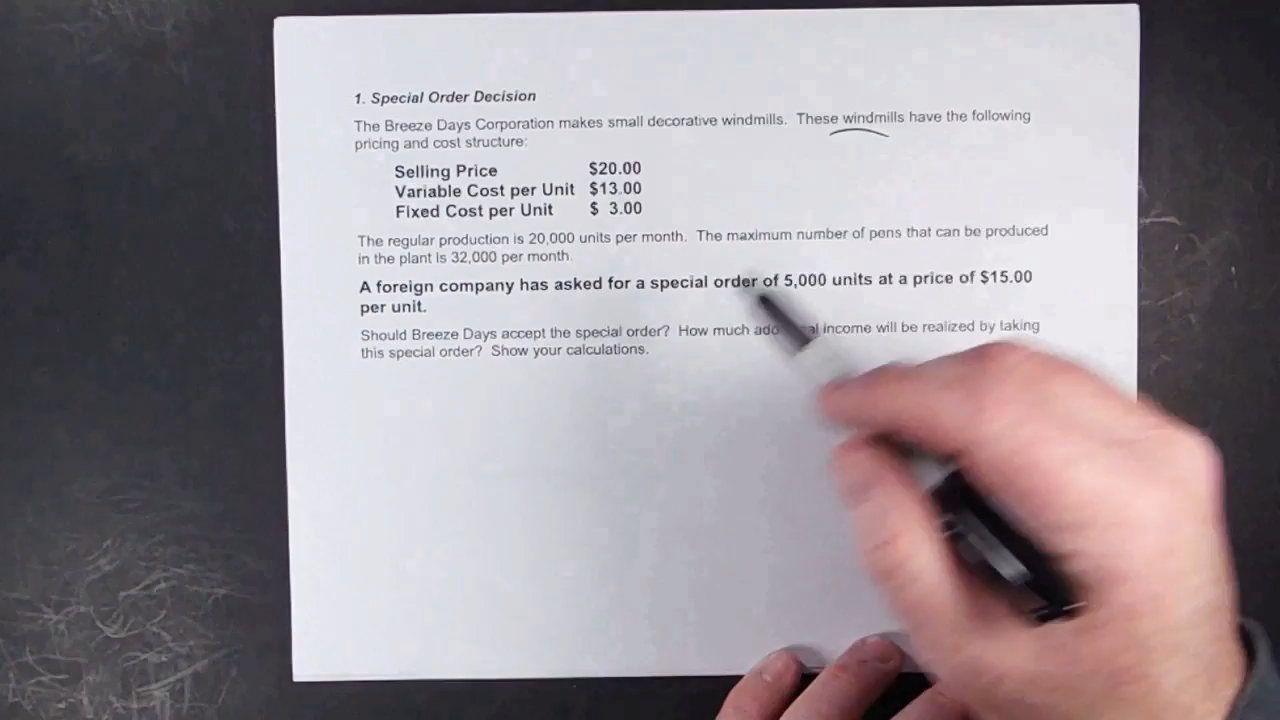 1. Special Order Decision
The Breeze Days Corporation makes small decorative windmills. These windmills have the following
pricing and cost structure:
Selling Price $20.00
Variable Cost per Unit $13.00
Fixed Cost per Unit $ 3.00
The regular production is 20,000 units per month. The maximum number of pens that can be produced
in the plant is 32,000 per month.
A foreign company has asked for a special order of 5,000 units at a price of $15.00
per unit.
Should Breeze Days accept the special order? How much income will be realized by taking
this special order? Show your calculations.